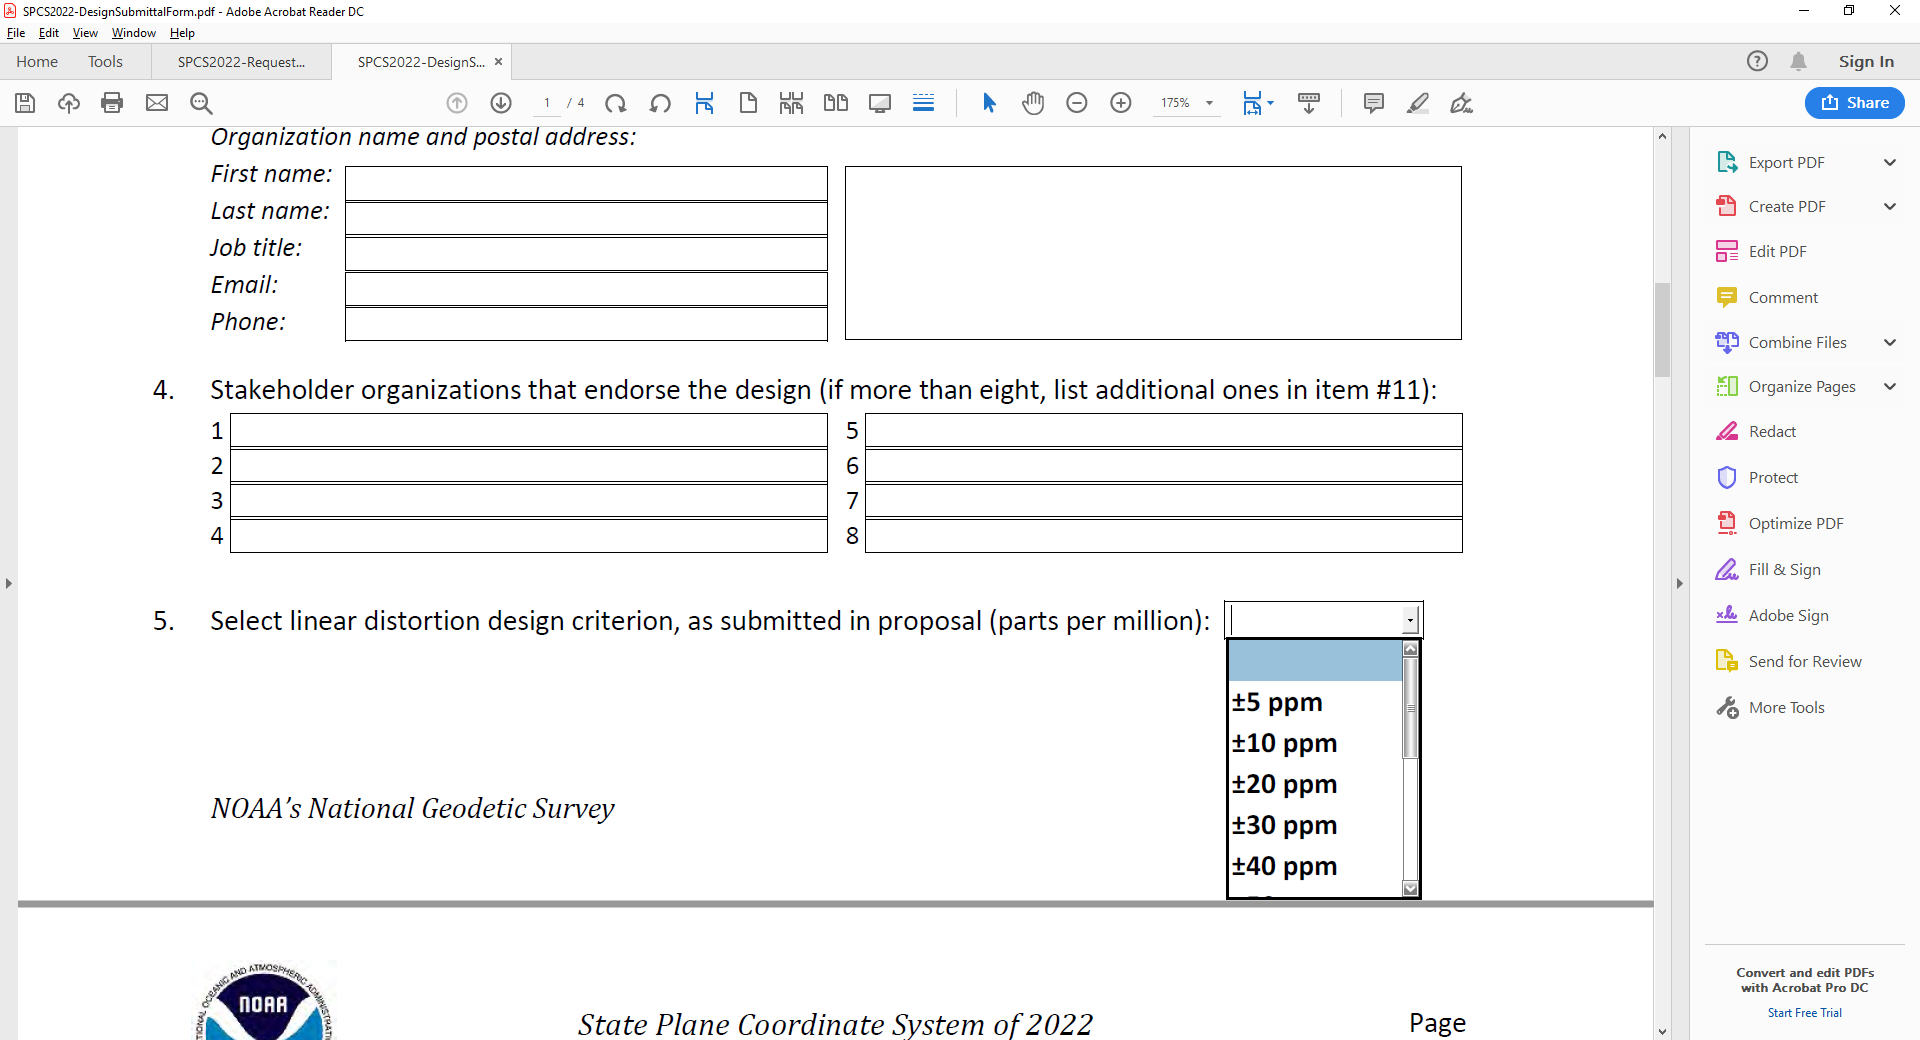 SPCS2022-DesignSubmittalForm.pdf - Adobe Acrobat Reader DC
File Edit View Window Help
Home Tools SPCS2022-Request... SPCS2022-DesignS... ×
Sign In
1 / 4 175% Share
Organization name and postal address:
First name:
Last name:
Job title:
Email:
Phone:
4. Stakeholder organizations that endorse the design (if more than eight, list additional ones in item #11):
1 5
2 6
3 7
4 8
5. Select linear distortion design criterion, as submitted in proposal (parts per million):
±5 ppm
±10 ppm
±20 ppm
±30 ppm
±40 ppm
NOAA’s National Geodetic Survey
NOAA
State Plane Coordinate System of 2022 Page
Export PDF
Create PDF
Edit PDF
Comment
Combine Files
Organize Pages
Redact
Protect
Optimize PDF
Fill & Sign
Adobe Sign
Send for Review
More Tools
Convert and edit PDFs
with Acrobat Pro DC
Start Free Trial